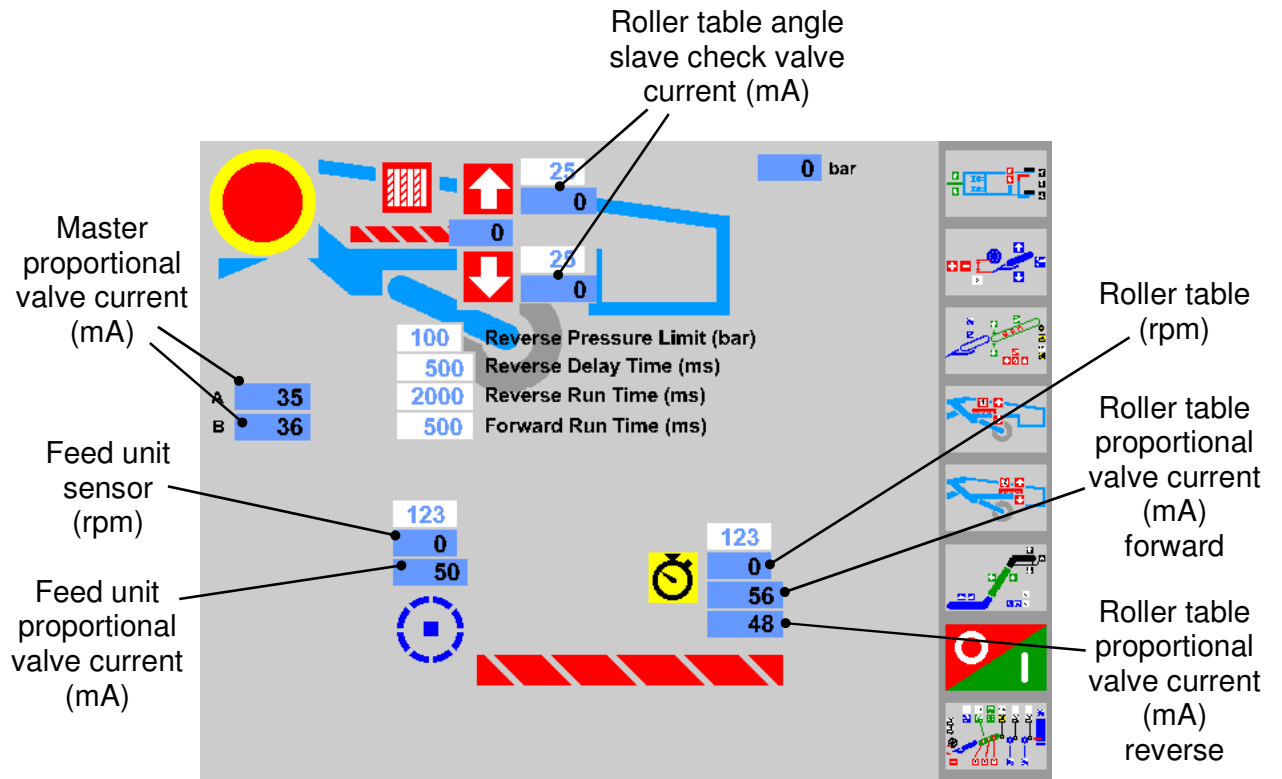 Roller table angle
slave check valve
current (mA)
25
0
0 bar
0
25
0
Master
proportional
valve current
(mA)
100 Reverse Pressure Limit (bar)
500 Reverse Delay Time (ms)
2000 Reverse Run Time (ms)
500 Forward Run Time (ms)
A 35
B 36
Roller table
(rpm)
Feed unit
sensor
(rpm)
123
0
50
123
0
56
48
Roller table
proportional
valve current
(mA)
forward
Feed unit
proportional
valve current
(mA)
Roller table
proportional
valve current
(mA)
reverse